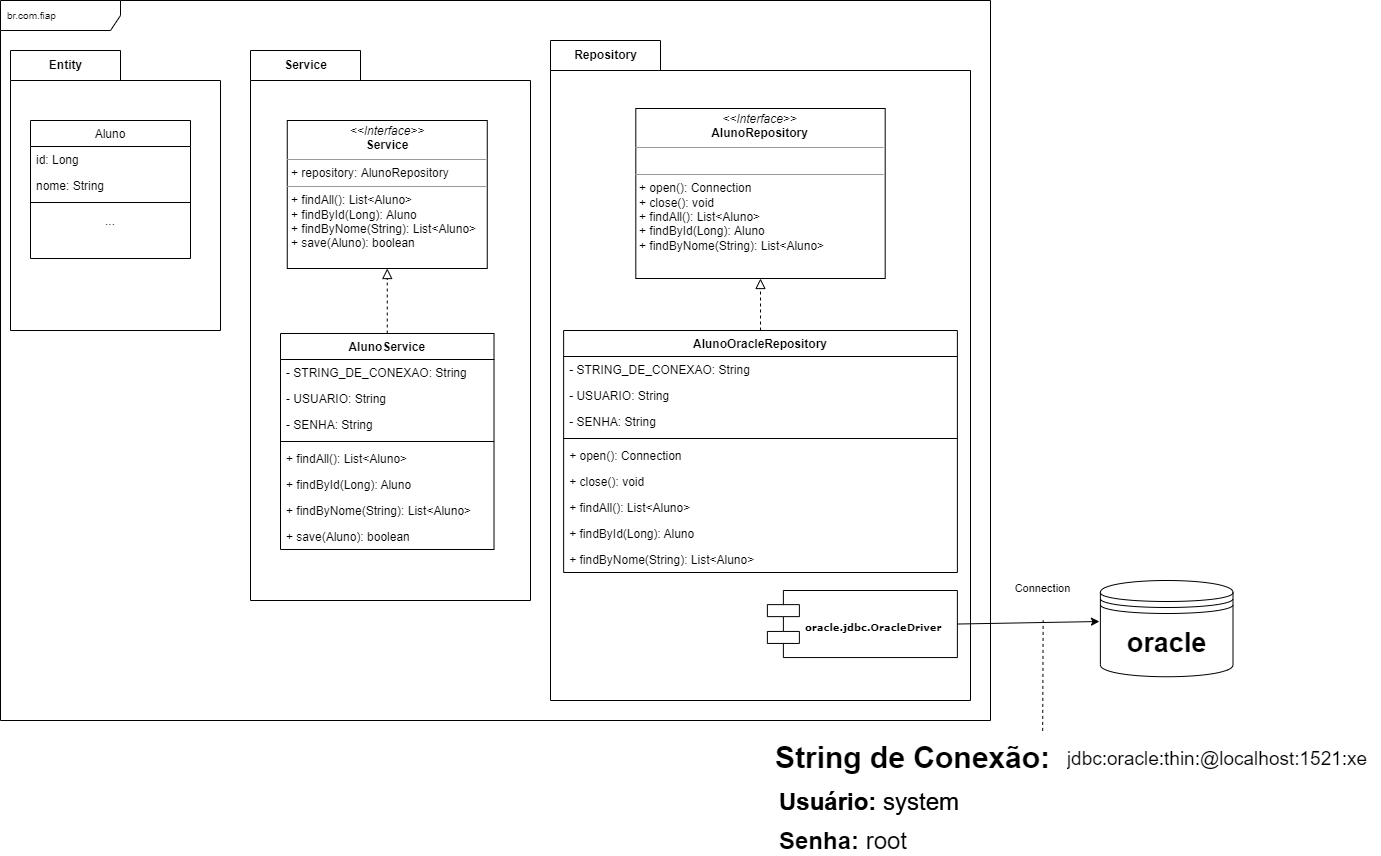 br.com.fiap
Entity
Aluno
id: Long
nome: String
...
Service
<<Interface>>
Service
+ repository: AlunoRepository
+ findAll(): List<Aluno>
+ findById(Long): Aluno
+ findByNome(String): List<Aluno>
+ save(Aluno): boolean
AlunoService
- STRING_DE_CONEXAO: String
- USUARIO: String
- SENHA: String
+ findAll(): List<Aluno>
+ findById(Long): Aluno
+ findByNome(String): List<Aluno>
+ save(Aluno): boolean
Repository
<<Interface>>
AlunoRepository
+ open(): Connection
+ close(): void
+ findAll(): List<Aluno>
+ findById(Long): Aluno
+ findByNome(String): List<Aluno>
AlunoOracleRepository
- STRING_DE_CONEXAO: String
- USUARIO: String
- SENHA: String
+ open(): Connection
+ close(): void
+ findAll(): List<Aluno>
+ findById(Long): Aluno
+ findByNome(String): List<Aluno>
oracle.jdbc.OracleDriver
Connection
oracle
String de Conexão: jdbc:oracle:thin:@localhost:1521:xe
Usuário: system
Senha: root